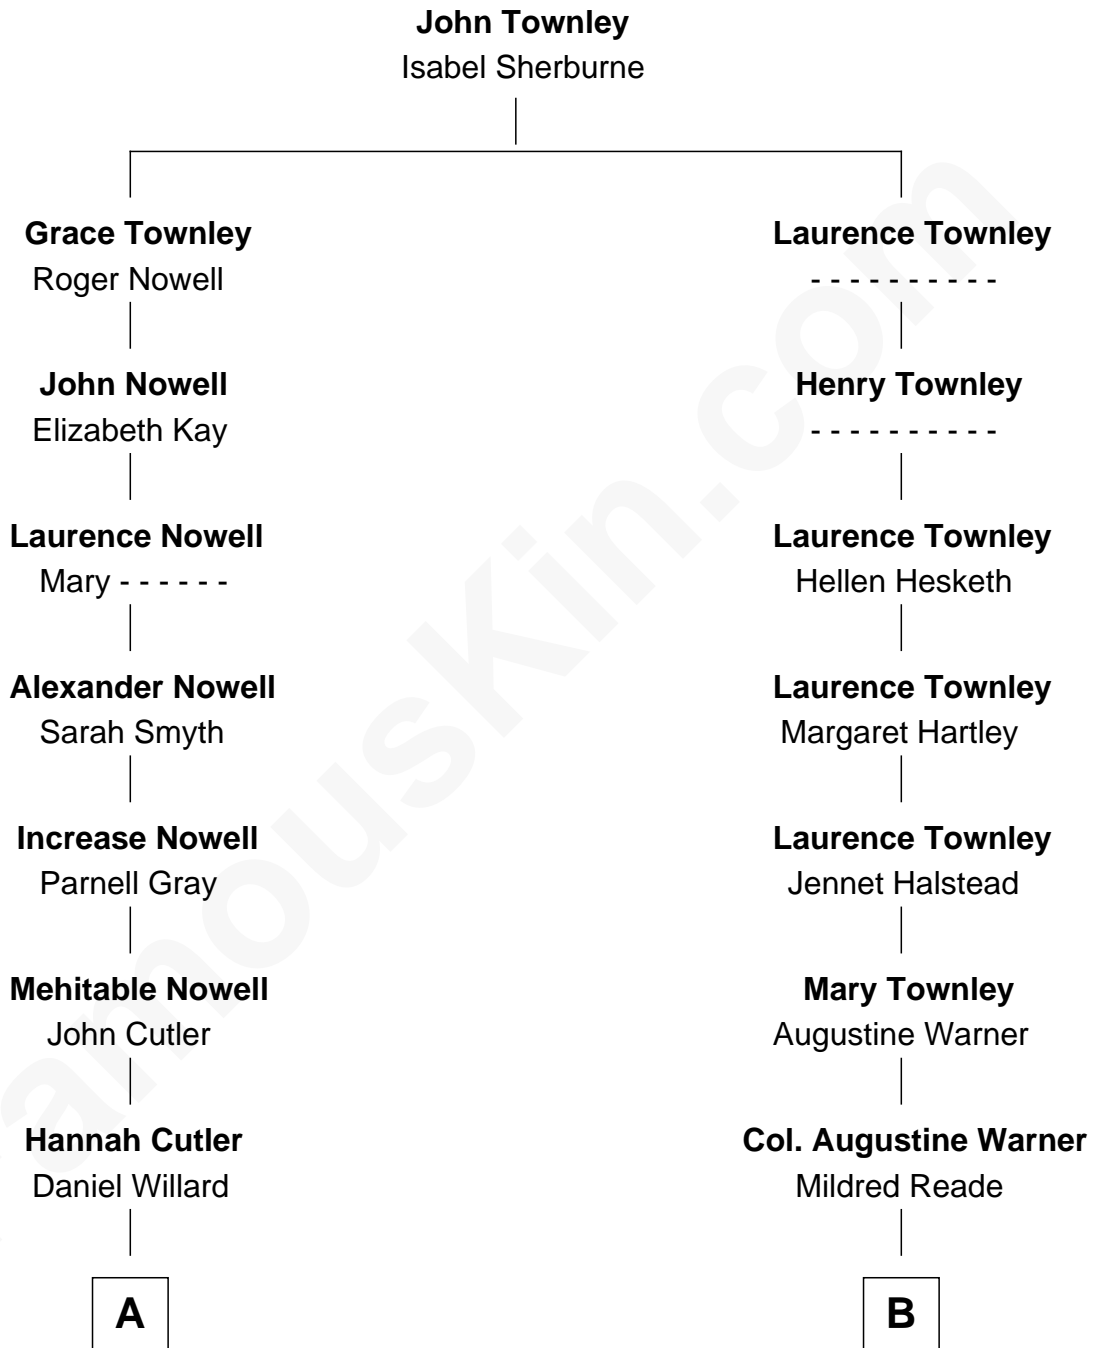 John Townley
Isabel Sherburne
Grace Townley
Roger Nowell
Laurence Townley
- - - - - - - - - -
John Nowell
Elizabeth Kay
Henry Townley
- - - - - - - - - -
Laurence Nowell
Mary - - - - - -
Laurence Townley
Hellen Hesketh
Alexander Nowell
Sarah Smyth
Laurence Townley
Margaret Hartley
Increase Nowell
Parnell Gray
Laurence Townley
Jennet Halstead
Mehitable Nowell
John Cutler
Mary Townley
Augustine Warner
Hannah Cutler
Daniel Willard
Col. Augustine Warner
Mildred Reade
A
B
amousKin.com